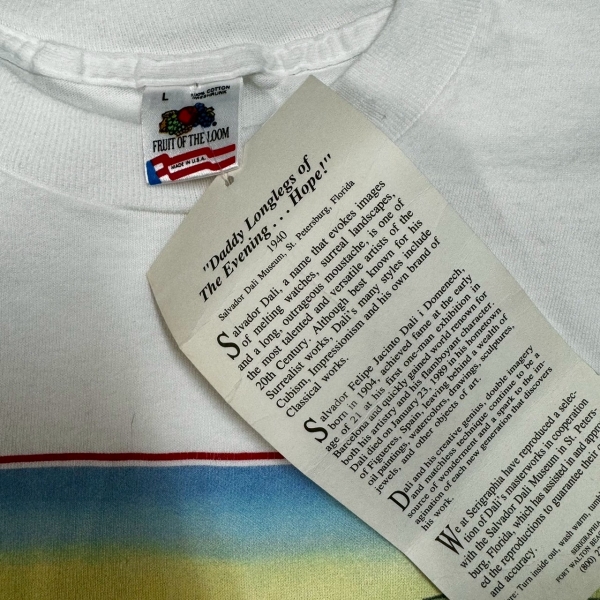 L
100% COTTON
PRESHRUNK
FRUIT OF THE LOOM
MADE IN U.S.A.
"Daddy Longlegs of
The Evening . . . Hope!"
1940
Salvador Dali Museum, St. Petersburg, Florida
Salvador Dali, a name that evokes images
of melting watches, surreal landscapes,
and a long, outrageous moustache, is one of
the most talented and versatile artists of the
20th Century. Although best known for his
Surrealist works, Dali's many styles include
Cubism, Impressionism and his own brand of
Classical works.
Salvador Felipe Jacinto Dali i Domenech,
born in 1904, achieved fame at the early
age of 21 at his first one-man exhibition in
Barcelona and quickly gained world renown for
both his artistry and his flamboyant character.
Dali died on January 23, 1989 in his hometown
of Figueres, Spain, leaving behind a wealth of
oil paintings, watercolors, drawings, sculptures,
jewels, and other objects of art.
Dali and his creative genius, double imagery
and matchless technique continue to be a
source of wonderment and a spark to the im-
agination of each new generation that discovers
his work.
We at Serigraphia have reproduced a selec-
tion of Dali's masterworks in cooperation
with the Salvador Dali Museum in St. Peters-
burg, Florida, which has assisted in and
ed the reproductions to guarantee their
and accuracy.
Turn inside out, wash warm,
FORT WALTON
(800)